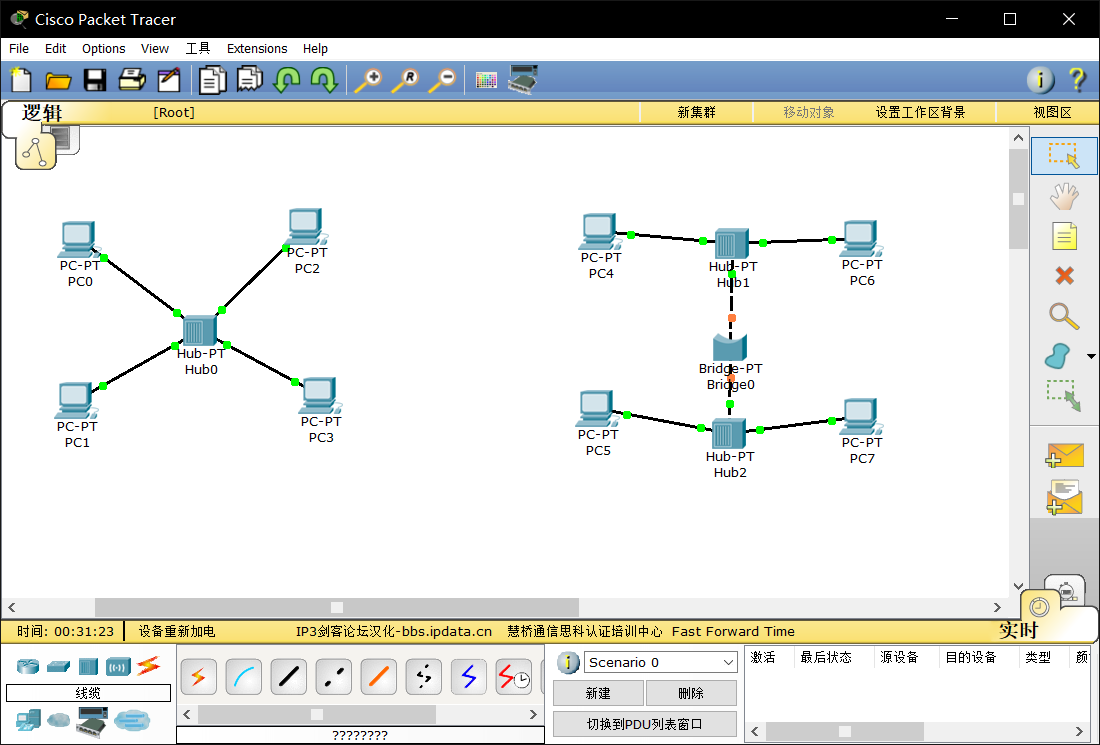 Cisco Packet Tracer
File Edit Options View 工具 Extensions Help
逻辑 [Root] 新集群 移动对象 设置工作区背景 视图区
PC-PT
PC0
PC-PT
PC2
Hub-PT
Hub0
PC-PT
PC1
PC-PT
PC3
PC-PT
PC4
Hub-PT
Hub1
PC-PT
PC6
Bridge-PT
Bridge0
PC-PT
PC5
Hub-PT
Hub2
PC-PT
PC7
时间: 00:31:23 设备重新加电 IP3剑客论坛汉化-bbs.ipdata.cn 慧桥通信思科认证培训中心 Fast Forward Time 实时
线缆
????????
Scenario 0
新建 删除
切换到PDU列表窗口
激活 最后状态 源设备 目的设备 类型 颜